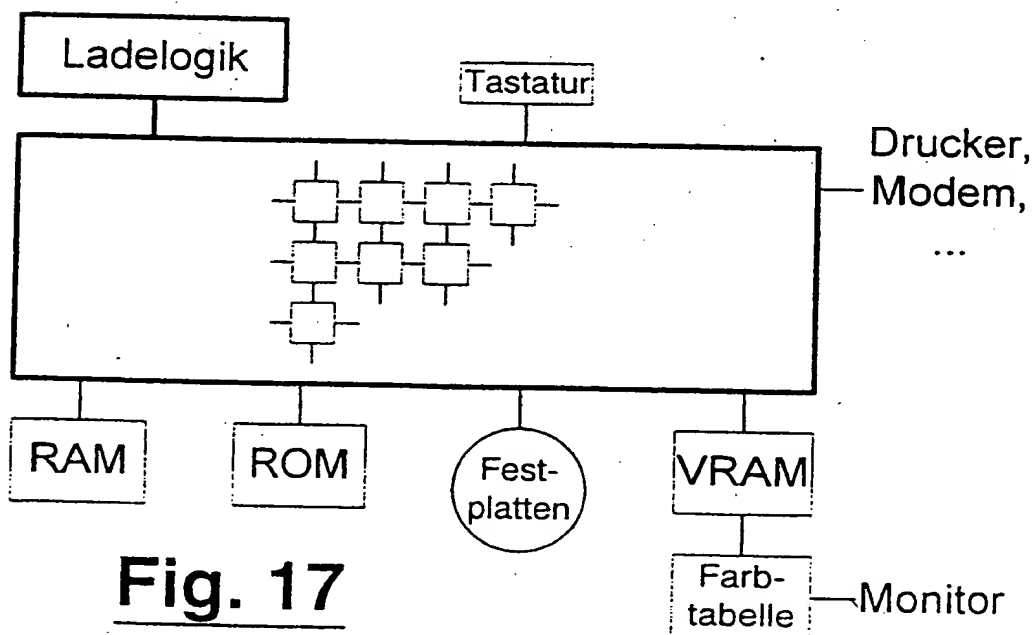 Ladelogik
Tastatur
Drucker,
Modem,
...
RAM
ROM
Fest-
platten
VRAM
Farb-
tabelle
Monitor
Fig. 17